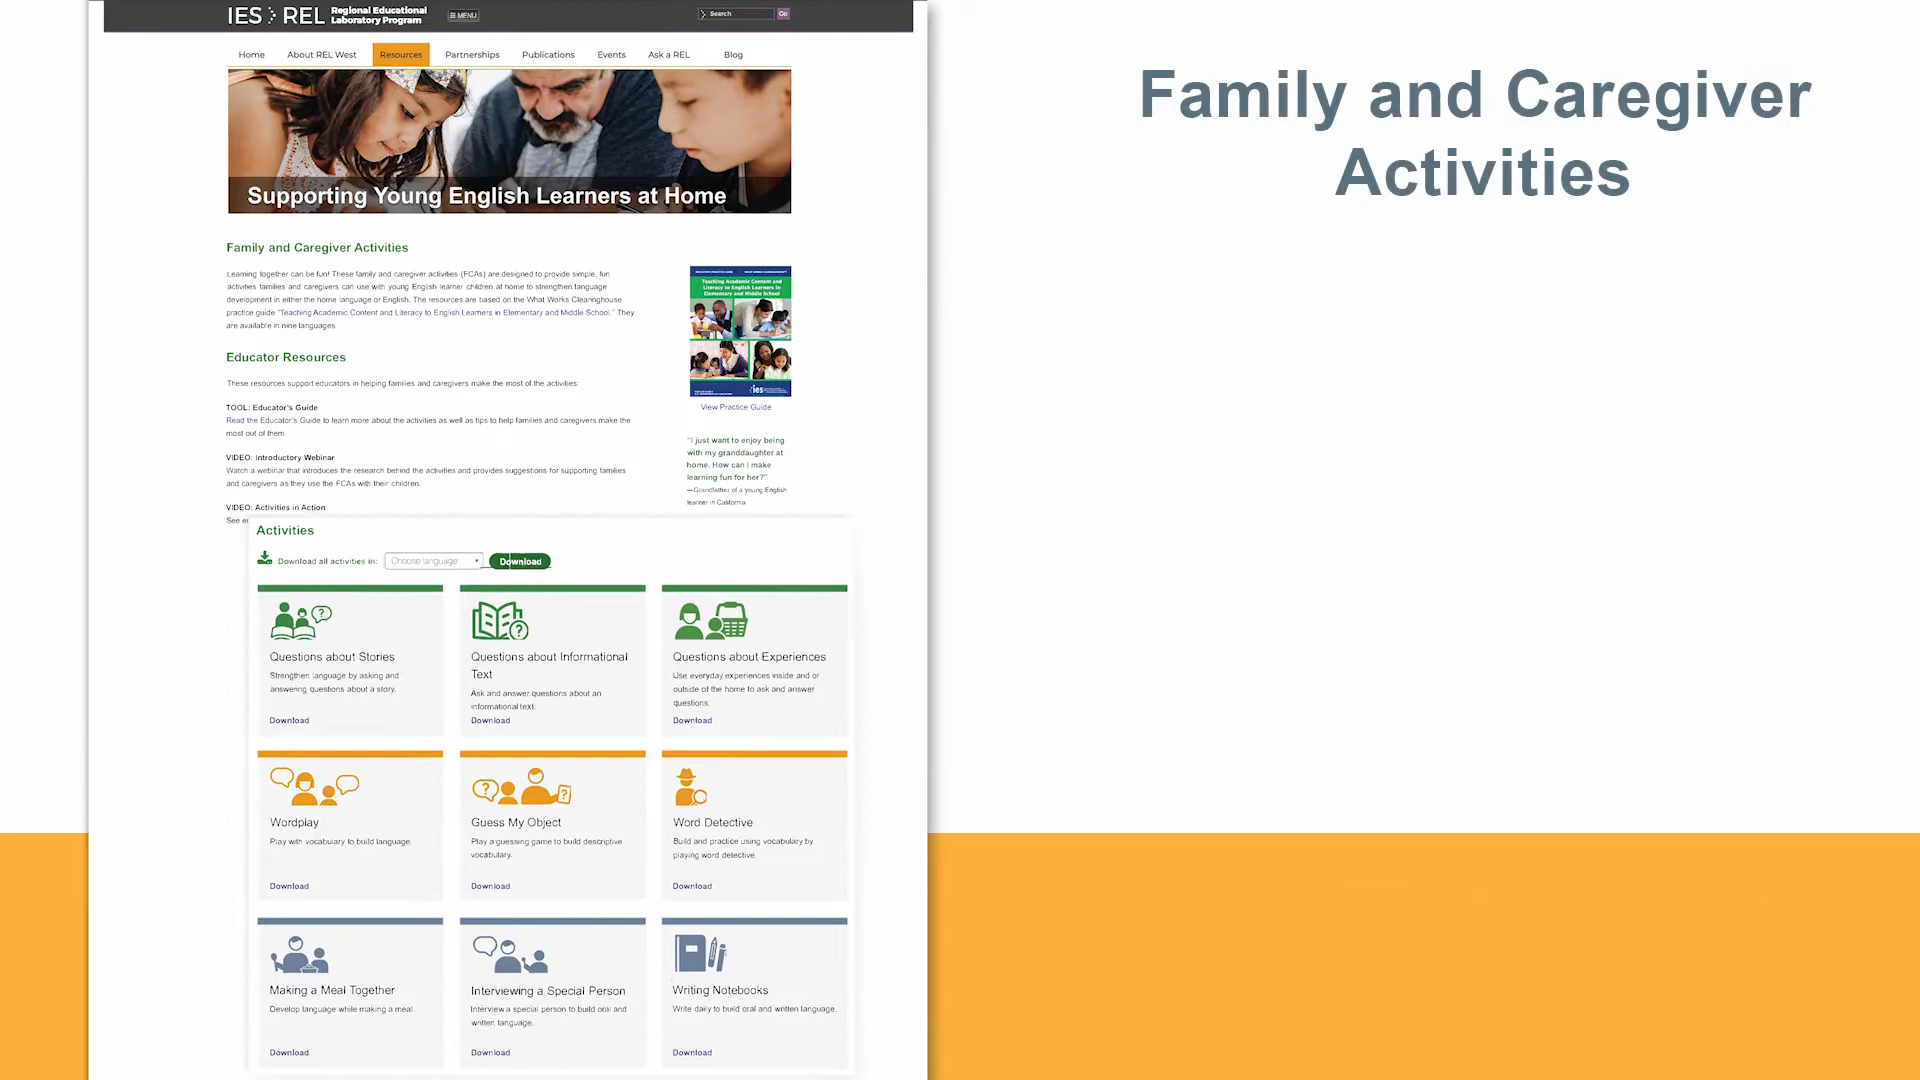 IES REL Regional Educational
Laboratory Program
MENU
Search
Go
Home About REL West Resources Partnerships Publications Events Ask a REL Blog
Supporting Young English Learners at Home
Family and Caregiver Activities
Learning together can be fun! These family and caregiver activities (FCAs) are designed to provide simple, fun
activities families and caregivers can use with young English learner children at home to strengthen language
development in either the home language or English. The resources are based on the What Works Clearinghouse
practice guide "Teaching Academic Content and Literacy to English Learners in Elementary and Middle School." They
are available in nine languages
Educator Resources
These resources support educators in helping families and caregivers make the most of the activities:
TOOL: Educator's Guide
Read the Educator's Guide to learn more about the activities as well as tips to help families and caregivers make the
most out of them
VIDEO: Introductory Webinar
Watch a webinar that introduces the research behind the activities and provides suggestions for supporting families
and caregivers as they use the FCAs with their children.
VIDEO: Activities in Action
See
Teaching Academic Content and
Literacy to English Learners in
Elementary and Middle School
ies
View Practice Guide
"I just want to enjoy being
with my granddaughter at
home. How can I make
learning fun for her?"
—Grandfather of a young English
learner in California
Activities
Download all activities in: Choose language Download
Questions about Stories
Strengthen language by asking and
answering questions about a story.
Download
Questions about Informational
Text
Ask and answer questions about an
informational text.
Download
Questions about Experiences
Use everyday experiences inside and or
outside of the home to ask and answer
questions.
Download
Wordplay
Play with vocabulary to build language.
Download
Guess My Object
Play a guessing game to build descriptive
vocabulary.
Download
Word Detective
Build and practice using vocabulary by
playing word detective
Download
Making a Meal Together
Develop language while making a meal.
Download
Interviewing a Special Person
Interview a special person to build oral and
written language.
Download
Writing Notebooks
Write daily to build oral and written language.
Download
Family and Caregiver
Activities